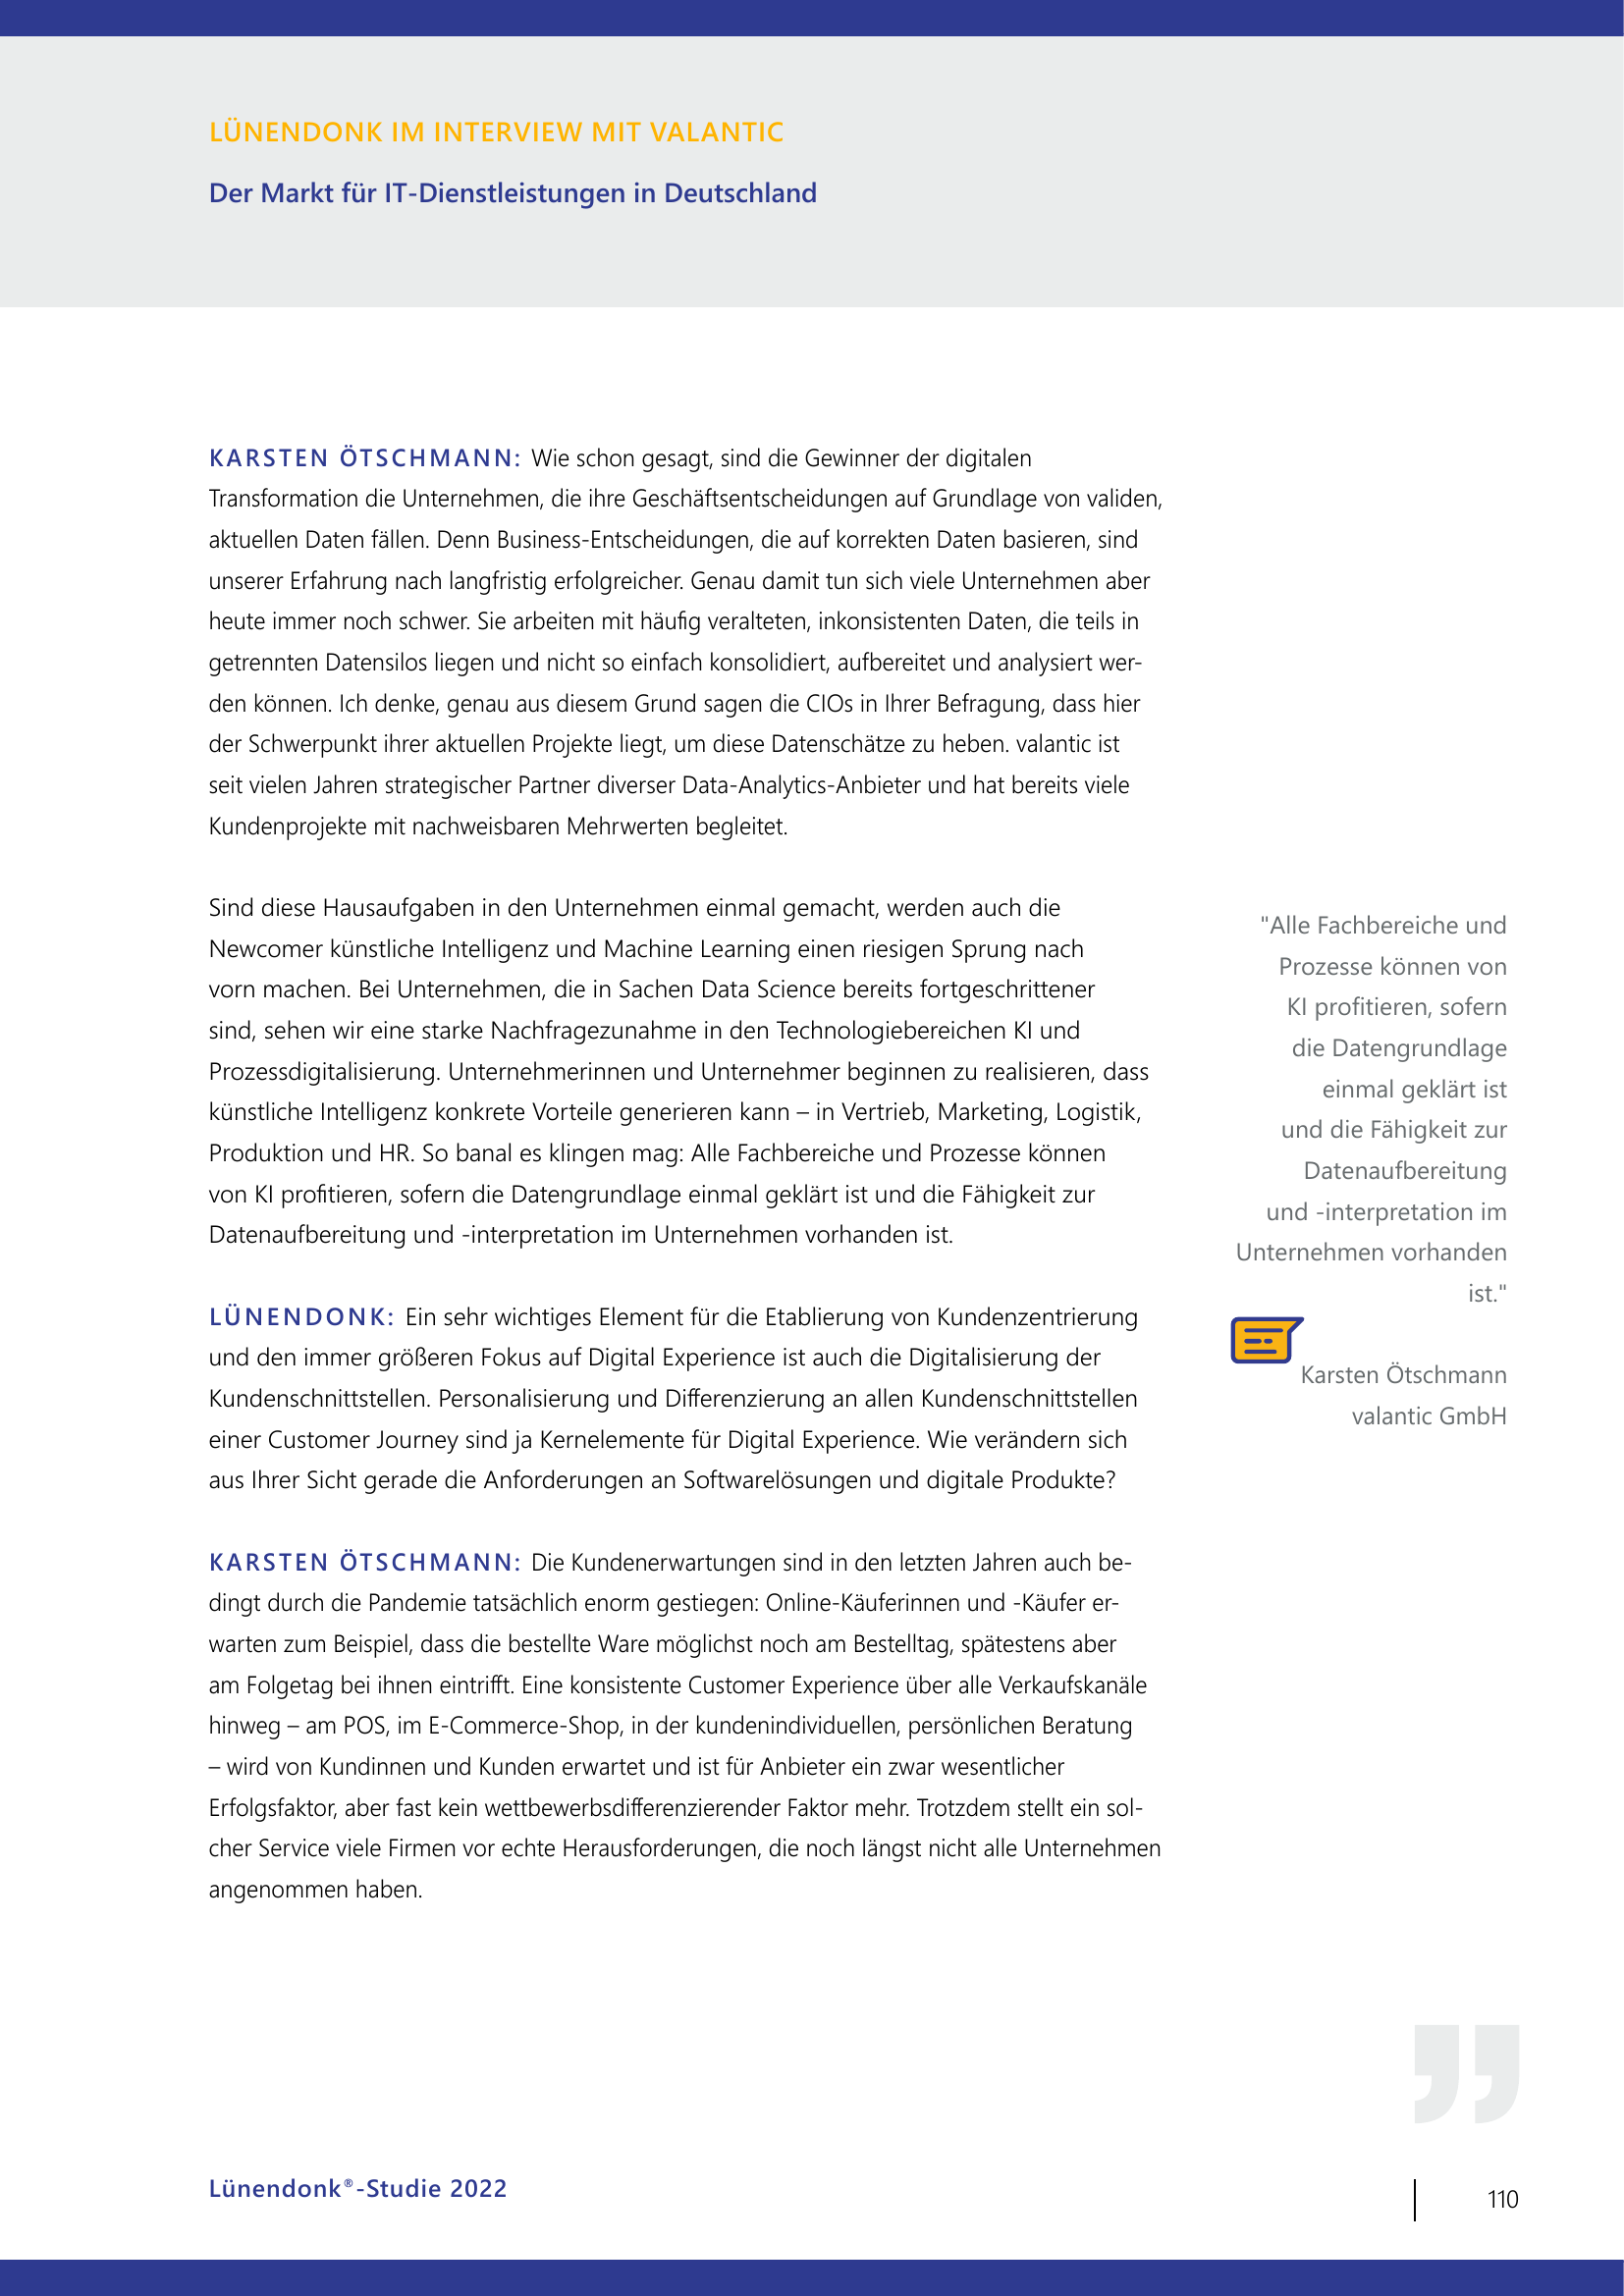 LÜNENDONK IM INTERVIEW MIT VALANTIC
Der Markt für IT-Dienstleistungen in Deutschland
KARSTEN ÖTSCHMANN: Wie schon gesagt, sind die Gewinner der digitalen
Transformation die Unternehmen, die ihre Geschäftsentscheidungen auf Grundlage von validen,
aktuellen Daten fällen. Denn Business-Entscheidungen, die auf korrekten Daten basieren, sind
unserer Erfahrung nach langfristig erfolgreicher. Genau damit tun sich viele Unternehmen aber
heute immer noch schwer. Sie arbeiten mit häufig veralteten, inkonsistenten Daten, die teils in
getrennten Datensilos liegen und nicht so einfach konsolidiert, aufbereitet und analysiert wer-
den können. Ich denke, genau aus diesem Grund sagen die CIOs in Ihrer Befragung, dass hier
der Schwerpunkt ihrer aktuellen Projekte liegt, um diese Datenschätze zu heben. valantic ist
seit vielen Jahren strategischer Partner diverser Data-Analytics-Anbieter und hat bereits viele
Kundenprojekte mit nachweisbaren Mehrwerten begleitet.
Sind diese Hausaufgaben in den Unternehmen einmal gemacht, werden auch die
Newcomer künstliche Intelligenz und Machine Learning einen riesigen Sprung nach
vorn machen. Bei Unternehmen, die in Sachen Data Science bereits fortgeschrittener
sind, sehen wir eine starke Nachfragezunahme in den Technologiebereichen KI und
Prozessdigitalisierung. Unternehmerinnen und Unternehmer beginnen zu realisieren, dass
künstliche Intelligenz konkrete Vorteile generieren kann – in Vertrieb, Marketing, Logistik,
Produktion und HR. So banal es klingen mag: Alle Fachbereiche und Prozesse können
von KI profitieren, sofern die Datengrundlage einmal geklärt ist und die Fähigkeit zur
Datenaufbereitung und -interpretation im Unternehmen vorhanden ist.
LÜNENDONK: Ein sehr wichtiges Element für die Etablierung von Kundenzentrierung
und den immer größeren Fokus auf Digital Experience ist auch die Digitalisierung der
Kundenschnittstellen. Personalisierung und Differenzierung an allen Kundenschnittstellen
einer Customer Journey sind ja Kernelemente für Digital Experience. Wie verändern sich
aus Ihrer Sicht gerade die Anforderungen an Softwarelösungen und digitale Produkte?
KARSTEN ÖTSCHMANN: Die Kundenerwartungen sind in den letzten Jahren auch be-
dingt durch die Pandemie tatsächlich enorm gestiegen: Online-Käuferinnen und -Käufer er-
warten zum Beispiel, dass die bestellte Ware möglichst noch am Bestelltag, spätestens aber
am Folgetag bei ihnen eintrifft. Eine konsistente Customer Experience über alle Verkaufskanäle
hinweg – am POS, im E-Commerce-Shop, in der kundenindividuellen, persönlichen Beratung
– wird von Kundinnen und Kunden erwartet und ist für Anbieter ein zwar wesentlicher
Erfolgsfaktor, aber fast kein wettbewerbsdifferenzierender Faktor mehr. Trotzdem stellt ein sol-
cher Service viele Firmen vor echte Herausforderungen, die noch längst nicht alle Unternehmen
angenommen haben.
"Alle Fachbereiche und
Prozesse können von
KI profitieren, sofern
die Datengrundlage
einmal geklärt ist
und die Fähigkeit zur
Datenaufbereitung
und -interpretation im
Unternehmen vorhanden
ist."
Karsten Ötschmann
valantic GmbH
Lünendonk®-Studie 2022
110